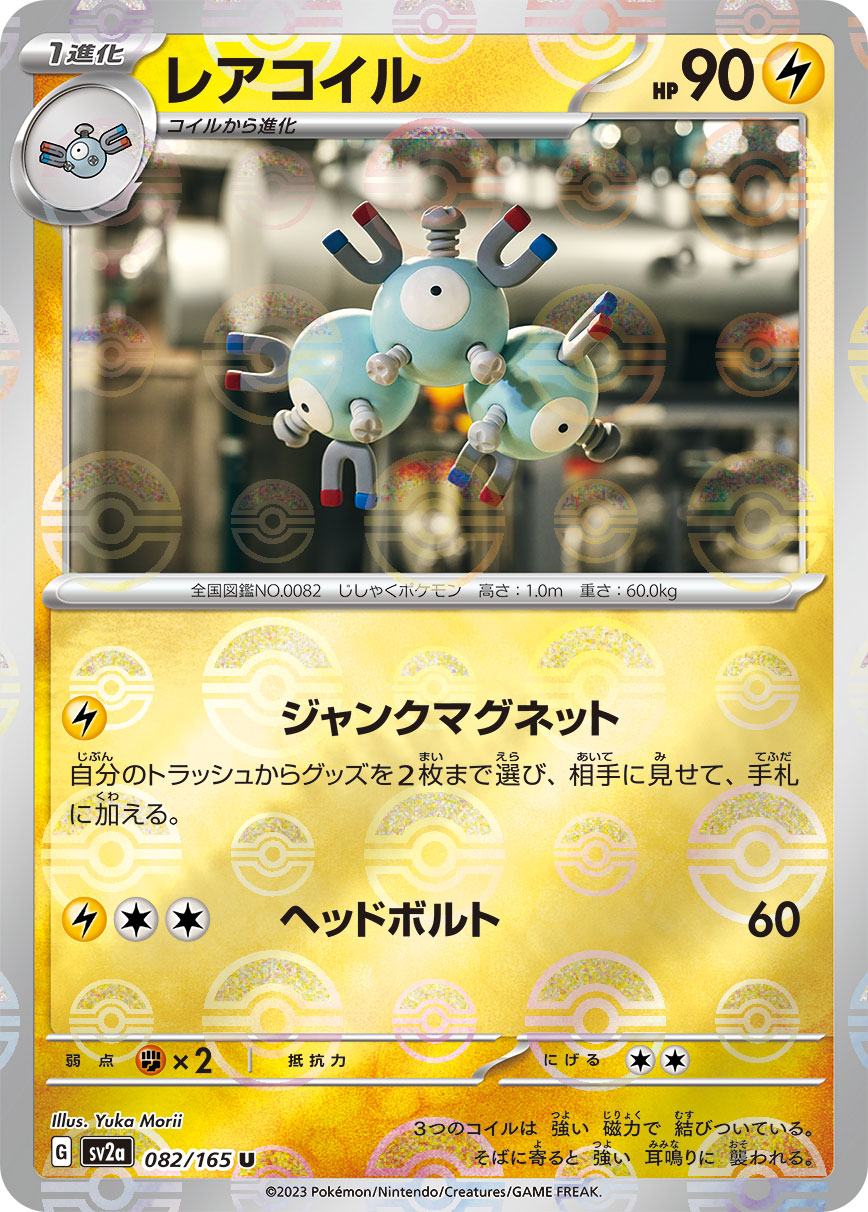 1進化
レアコイル
HP 90
コイルから進化
全国図鑑NO.0082 じしゃくポケモン 高さ:1.0m 重さ:60.0kg
ジャンクマグネット
自分のトラッシュからグッズを2枚まで選び、相手に見せて、手札
に加える。
ヘッドボルト 60
弱点 ×2 抵抗力 にげる
Illus. Yuka Morii
3つのコイルは 強い 磁力で 結びついている。
そばに寄ると 強い 耳鳴りに 襲われる。
G sv2a 082/165 U
©2023 Pokémon/Nintendo/Creatures/GAME FREAK.